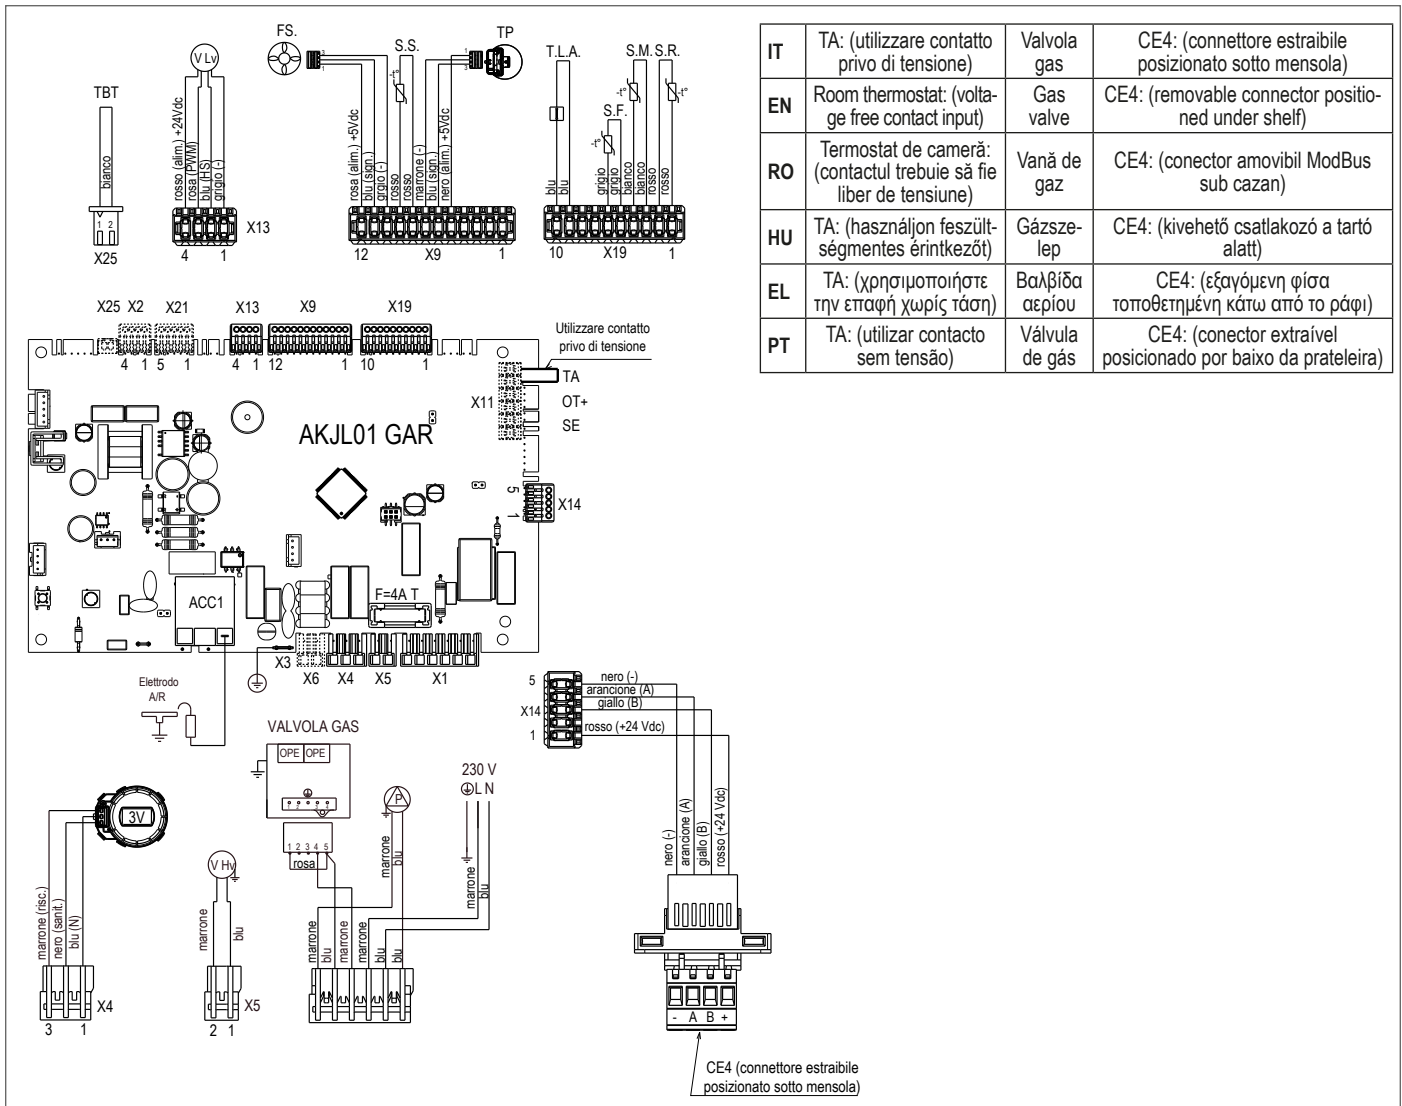 FS.
S.S.
TP
T.L.A.
S.M.
S.R.
S.F.
V Lv
TBT
bianco
1 2
X25
rosso (alim.) +24Vdc
rosa (PWM)
blu (HS)
grigio (-)
4 1
X13
3
1
rosa (alim.) +5Vdc
blu (sign.)
grgio (-)
rosso
rosso
marrone (-)
blu (sign.)
nero (alim.) +5Vdc
1
3
-t°
12 X9 1
blu
blu
grigio
grigio
bianco
bianco
rosso
rosso
-t°
-t°
-t°
10 X19 1
IT TA: (utilizzare contatto privo di tensione) Valvola gas CE4: (connettore estraibile posizionato sotto mensola)
EN Room thermostat: (volta-
ge free contact input) Gas valve CE4: (removable connector positio-
ned under shelf)
RO Termostat de cameră: (contactul trebuie să fie liber de tensiune) Vană de gaz CE4: (conector amovibil ModBus sub cazan)
HU TA: (használjon feszült-
ségmentes érintkezőt) Gázsze-
lep CE4: (kivehető csatlakozó a tartó alatt)
EL TA: (χρησιμοποιήστε την επαφή χωρίς τάση) Βαλβίδα αερίου CE4: (εξαγόμενη φίσα τοποθετημένη κάτω από το ράφι)
PT TA: (utilizar contacto sem tensão) Válvula de gás CE4: (conector extraível posicionado por baixo da prateleira)
X25 X2 X21 X13 X9 X19
4 1 5 1 4 1 12 1 10 1
Utilizzare contatto
privo di tensione
TA
X11 OT+
SE
AKJL01 GAR
5
X14
1
ACC1
F=4A T
X3 X6 X4 X5 X1
Elettrodo
A/R
VALVOLA GAS
OPE OPE
1 2 3 4 5
rosa
P
marrone
blu
230 V
L N
marrone
blu
3V
marrone (risc.)
nero (sanit.)
blu (N)
X4
3 1
V Hv
marrone
blu
X5
2 1
marrone
blu
marrone
marrone
blu
blu
5 nero (-)
arancione (A)
giallo (B)
X14
rosso (+24 Vdc)
1
nero (-)
arancione (A)
giallo (B)
rosso (+24 Vdc)
- A B +
CE4 (connettore estraibile
posizionato sotto mensola)